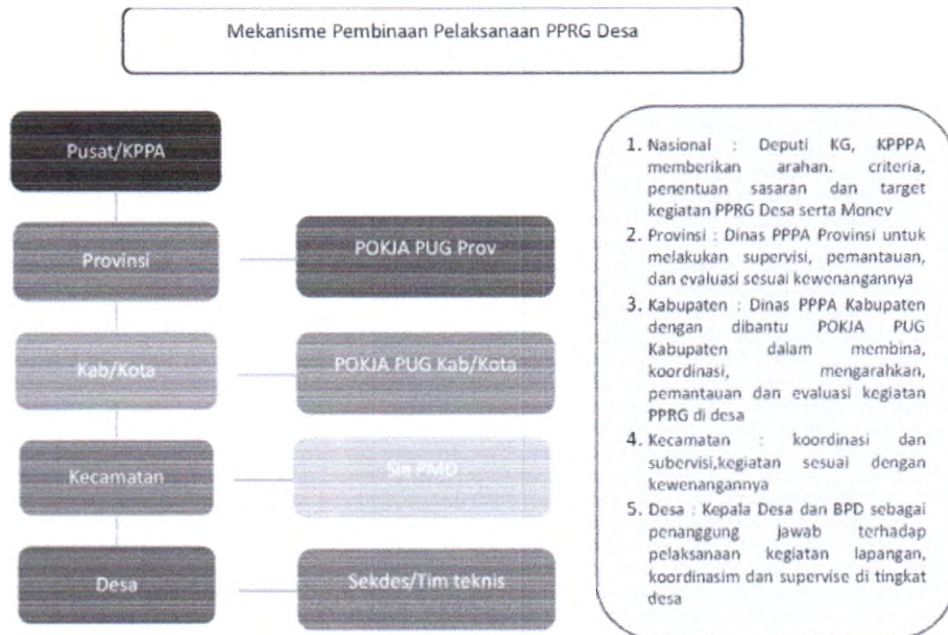 Mekanisme Pembinaan Pelaksanaan PPRG Desa
Pusat/KPPA
Provinsi
POKJA PUG Prov
Kab/Kota
POKJA PUG Kab/Kota
Kecamatan
Sin PMD
Desa
Sekdes/Tim teknis
1. Nasional : Deputi KG, KPPPA
memberikan arahan. criteria,
penentuan sasaran dan target
kegiatan PPRG Desa serta Monev
2. Provinsi : Dinas PPPA Provinsi untuk
melakukan supervisi, pemantauan,
dan evaluasi sesuai kewenangannya
3. Kabupaten : Dinas PPPA Kabupaten
dengan dibantu POKJA PUG
Kabupaten dalam membina,
koordinasi, mengarahkan,
pemantauan dan evaluasi kegiatan
PPRG di desa
4. Kecamatan : koordinasi dan
subervisi,kegiatan sesuai dengan
kewenangannya
5. Desa : Kepala Desa dan BPD sebagai
penanggung jawab terhadap
pelaksanaan kegiatan lapangan,
koordinasim dan supervise di tingkat
desa